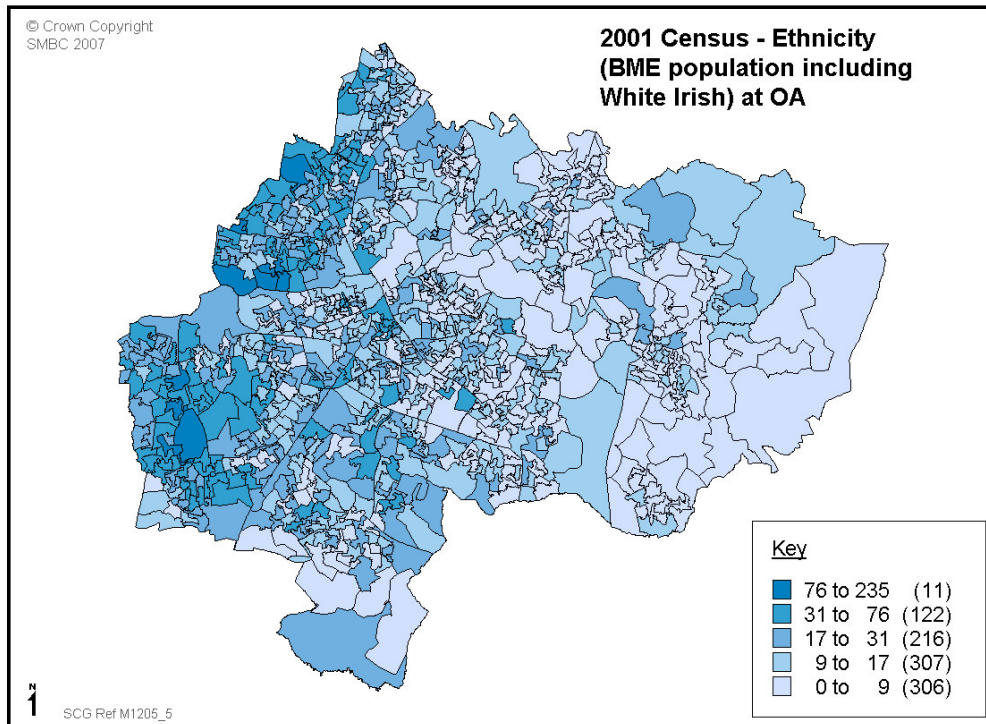 © Crown Copyright
SMBC 2007
2001 Census - Ethnicity
(BME population including
White Irish) at OA
Key
76 to 235 (11)
31 to 76 (122)
17 to 31 (216)
9 to 17 (307)
0 to 9 (306)
N
1
SCG Ref M1205_5